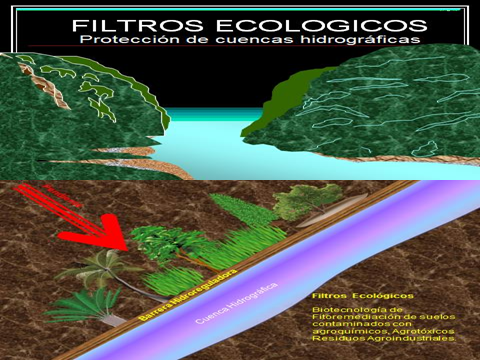 FILTROS ECOLOGICOS
Protección de cuencas hidrográficas
Barrera Hidroreguladora
Cuenca Hidrográfica
Filtros Ecológicos
Biotecnología de
Fitoremediación de suelos
contaminados con
agroquímicos, Agrotóxicos
Residuos Agroindustriales